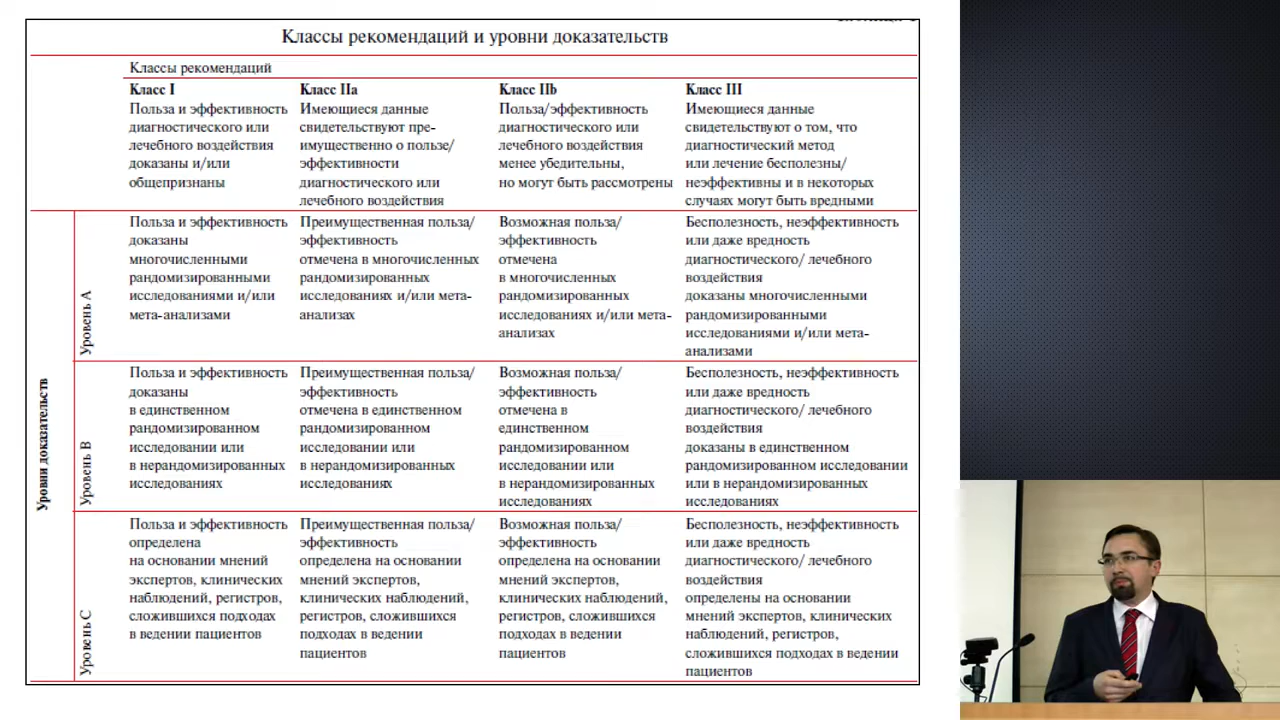 Классы рекомендаций и уровни доказательств
Классы рекомендаций
Класс I
Польза и эффективность
диагностического или
лечебного воздействия
доказаны и/или
общепризнаны
Класс IIa
Имеющиеся данные
свидетельствуют пре-
имущественно о пользе/
эффективности
диагностического или
лечебного воздействия
Класс IIb
Польза/эффективность
диагностического или
лечебного воздействия
менее убедительны,
но могут быть рассмотрены
Класс III
Имеющиеся данные
свидетельствуют о том, что
диагностический метод
или лечение бесполезны/
неэффективны и в некоторых
случаях могут быть вредными
Уровни доказательств
Уровень A
Польза и эффективность
доказаны
многочисленными
рандомизированными
исследованиями и/или
мета-анализами
Преимущественная польза/
эффективность
отмечена в многочисленных
рандомизированных
исследованиях и/или мета-
анализах
Возможная польза/
эффективность
отмечена
в многочисленных
рандомизированных
исследованиях и/или мета-
анализах
Бесполезность, неэффективность
или даже вредность
диагностического/ лечебного
воздействия
доказаны многочисленными
рандомизированными
исследованиями и/или мета-
анализами
Уровень B
Польза и эффективность
доказаны
в единственном
рандомизированном
исследовании или
в нерандомизированных
исследованиях
Преимущественная польза/
эффективность
отмечена в единственном
рандомизированном
исследовании или
в нерандомизированных
исследованиях
Возможная польза/
эффективность
отмечена в
единственном
рандомизированном
исследовании или
в нерандомизированных
исследованиях
Бесполезность, неэффективность
или даже вредность
диагностического/ лечебного
воздействия
доказаны в единственном
рандомизированном исследовании
или в нерандомизированных
исследованиях
Уровень C
Польза и эффективность
определена
на основании мнений
экспертов, клинических
наблюдений, регистров,
сложившихся подходах
в ведении пациентов
Преимущественная польза/
эффективность
определена на основании
мнений экспертов,
клинических наблюдений,
регистров, сложившихся
подходах в ведении
пациентов
Возможная польза/
эффективность
определена на основании
мнений экспертов,
клинических наблюдений,
регистров, сложившихся
подходах в ведении
пациентов
Бесполезность, неэффективность
или даже вредность
диагностического/ лечебного
воздействия
определены на основании
мнений экспертов, клинических
наблюдений, регистров,
сложившихся подходах в ведении
пациентов